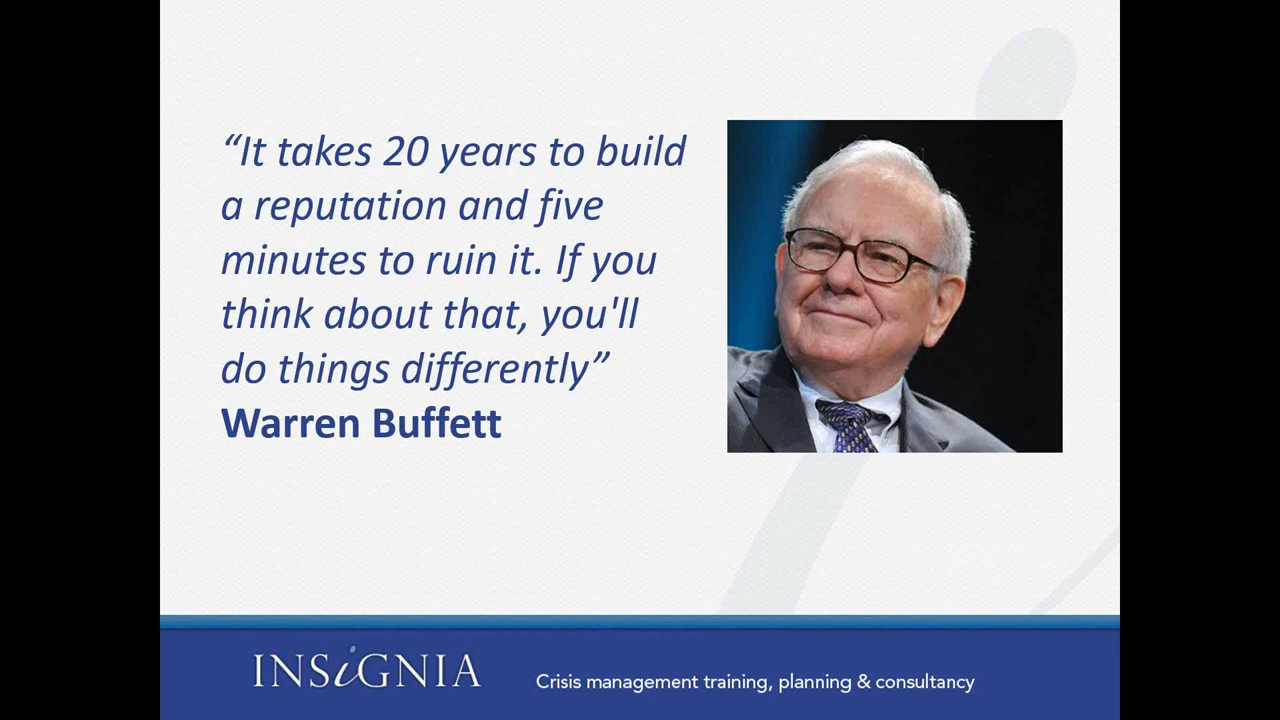 “It takes 20 years to build
a reputation and five
minutes to ruin it. If you
think about that, you'll
do things differently”
Warren Buffett
INSiGNIA
Crisis management training, planning & consultancy